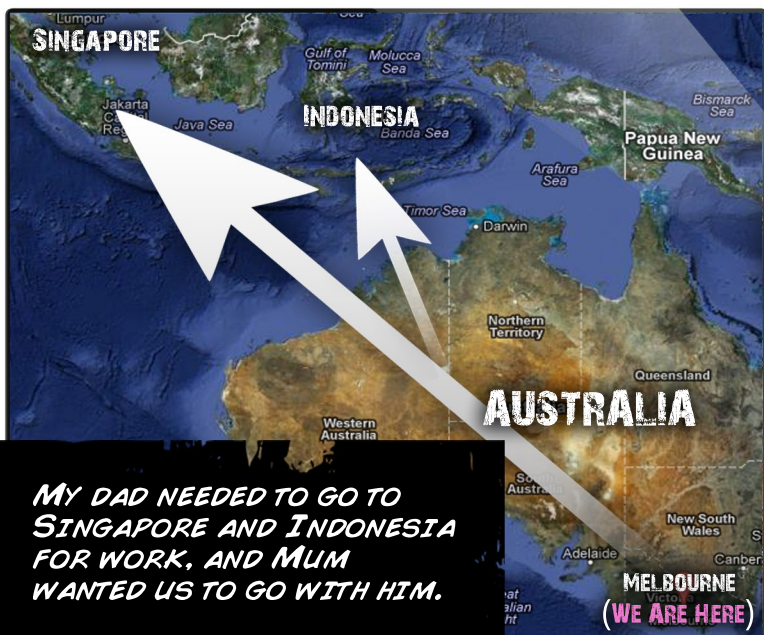 Lumpur
SINGAPORE
Gulf of
Tomini
Molucca
Sea
Jakarta
Java Sea
INDONESIA
Banda Sea
Bismarck
Sea
Papua New
Guinea
Arafura
Sea
Timor Sea
Darwin
Northern
Territory
Queensland
AUSTRALIA
Western
Australia
New South
Wales
Adelaide
MELBOURNE
(WE ARE HERE)
MY DAD NEEDED TO GO TO
SINGAPORE AND INDONESIA
FOR WORK, AND MUM
WANTED US TO GO WITH HIM.